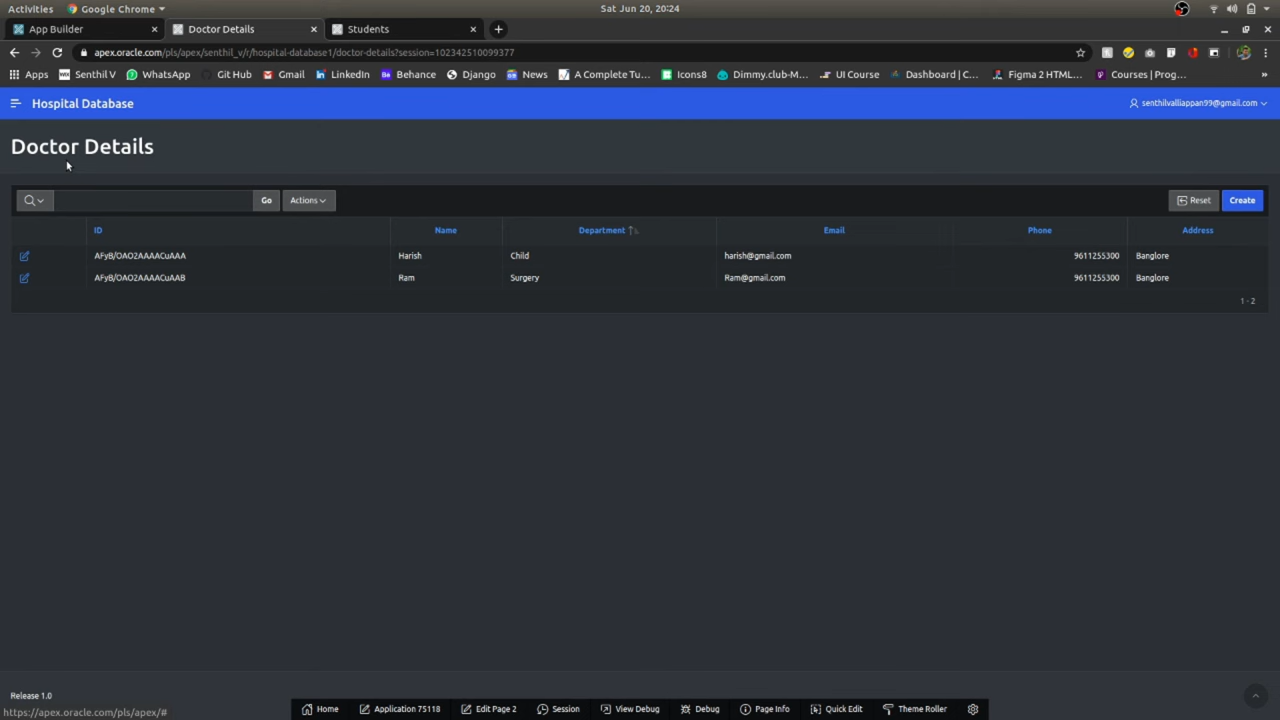 Activities Google Chrome Sat Jun 20, 20:24
App Builder Doctor Details Students
apex.oracle.com/pls/apex/senthil_v/r/hospital-database1/doctor-details?session=102342510099377
Apps Senthil V WhatsApp Git Hub Gmail LinkedIn Behance Django News A Complete Tu... Icons8 Dimmy.club-M... UI Course Dashboard | C... Figma 2 HTML... Courses | Prog... »
Hospital Database senthilvalliappan99@gmail.com
Doctor Details
Go Actions Reset Create
ID Name Department Email Phone Address
AFyB/OAO2AAAACuAAA Harish Child harish@gmail.com 9611255300 Banglore
AFyB/OAO2AAAACuAAB Ram Surgery Ram@gmail.com 9611255300 Banglore
1 - 2
Release 1.0
https://apex.oracle.com/pls/apex/#
Home Application 75118 Edit Page 2 Session View Debug Debug Page Info Quick Edit Theme Roller